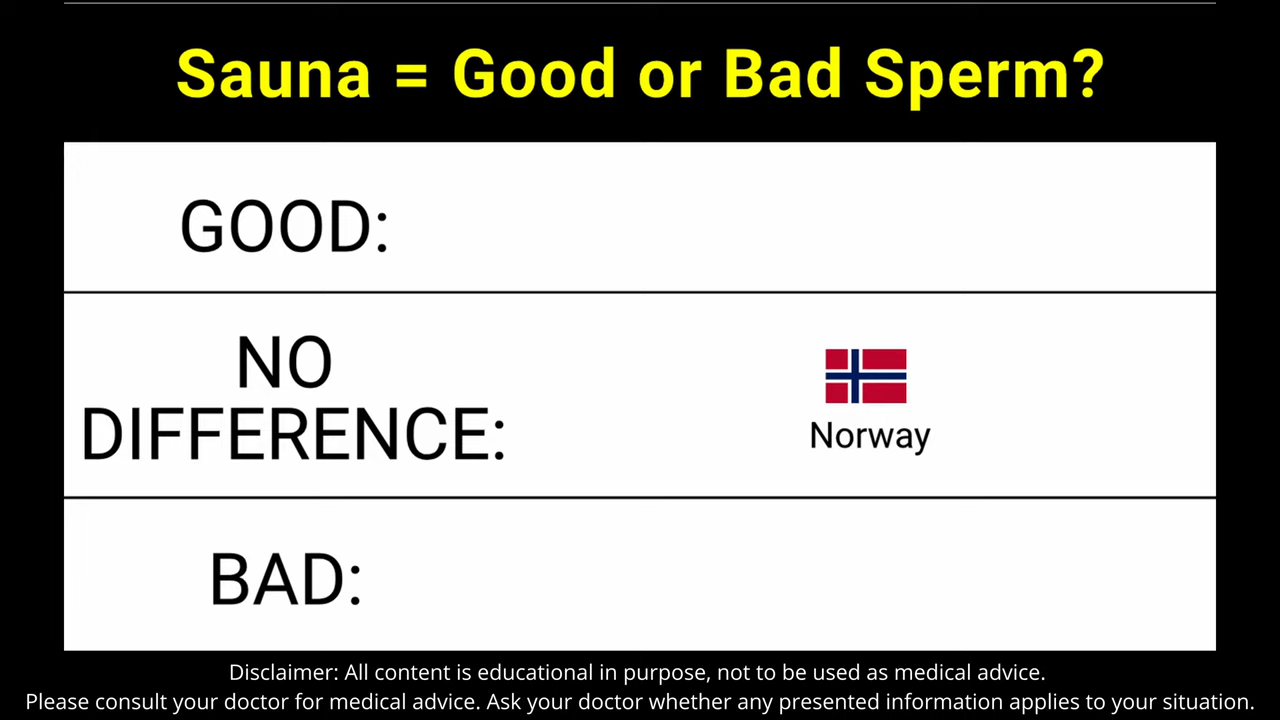 Sauna = Good or Bad Sperm?
GOOD:
NO
DIFFERENCE:
Norway
BAD:
Disclaimer: All content is educational in purpose, not to be used as medical advice.
Please consult your doctor for medical advice. Ask your doctor whether any presented information applies to your situation.